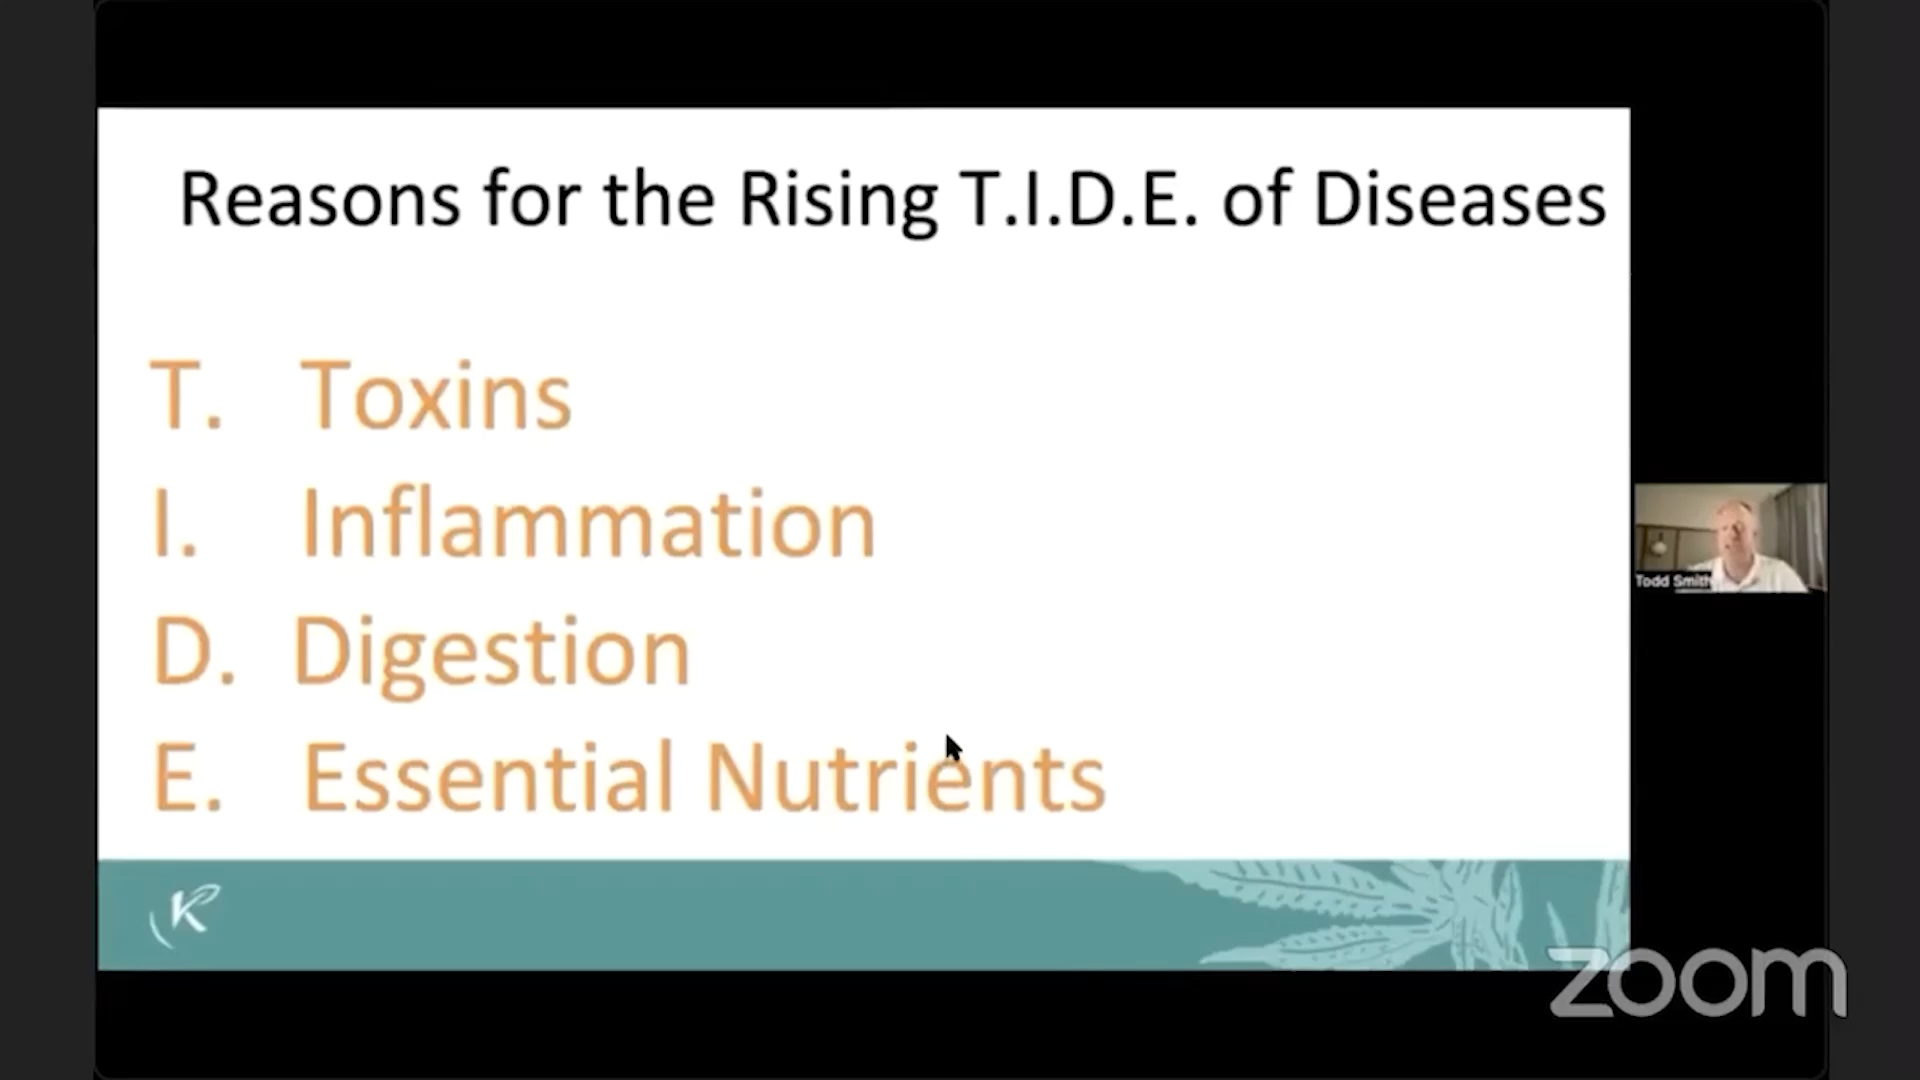 Reasons for the Rising T.I.D.E. of Diseases
T. Toxins
I. Inflammation
D. Digestion
E. Essential Nutrients
K
Todd Smith
zoom